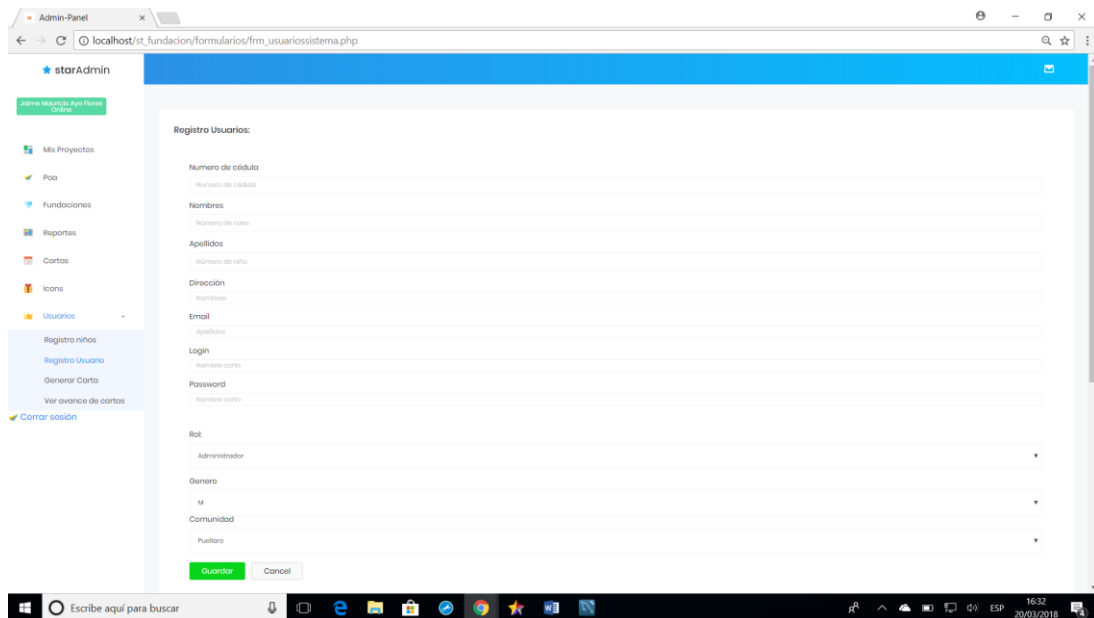 Admin-Panel
localhost/st_fundacion/formularios/frm_usuariossistema.php
starAdmin
Jaime Mauricio Ayo Flores
Online
Mis Proyectos
Poa
Fundaciones
Reportes
Cartas
Icons
Usuarios
Registro niños
Registro Usuario
Generar Carta
Ver avance de cartas
Cerrar sesión
Registro Usuarios:
Numero de cédula
Numero de cédula
Nombres
Número de caso
Apellidos
Número de niño
Dirección
Nombres
Email
Apellidos
Login
Nombre corto
Password
Nombre corto
Rol:
Administrador
Genero
M
Comunidad
Puellaro
Guardar
Cancel
Escribe aquí para buscar
ESP
16:32
20/03/2018
4